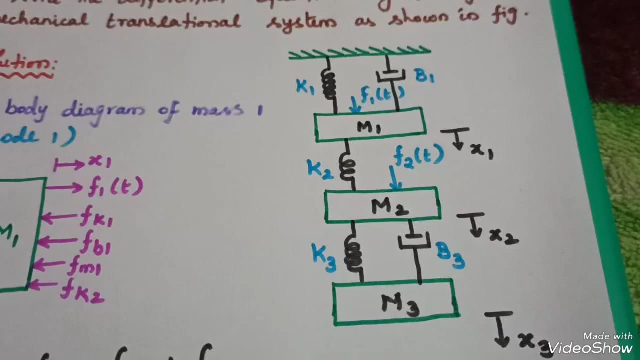 mechanical translational system as shown in fig.
Solution:
body diagram of mass 1
node 1)
x1
f1(t)
M1
fK1
fb1
fm1
fK2
K1
B1
f1(t)
M1
x1
K2
f2(t)
M2
x2
K3
B3
M3
x3
Made with
VideoShow